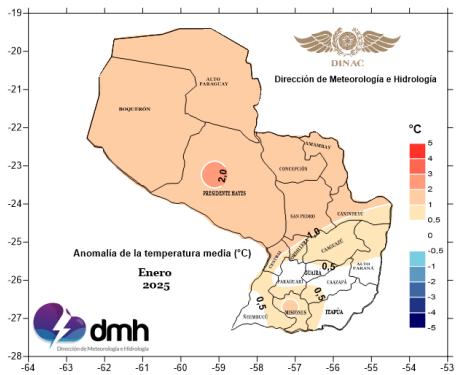 DINAC
Dirección de Meteorología e Hidrología
ALTO
PARAGUAY
BOQUERÓN
AMAMBAY
CONCEPCIÓN
2,0
PRESIDENTE HAYES
SAN PEDRO
CANINDEYU
1,0
CORDILLERA
CAAGUAZU
CENTRAL
0,5
ALTO
PARANÁ
GUAIRA
PARAGUARI
CAAZAPÁ
0,5
0,5
ÑEEMBUCÚ
MISIONES
ITAPÚA
Anomalía de la temperatura media (°C)
Enero
2025
dmh
Dirección de Meteorología e Hidrología
°C
5
4
3
2
1
0,5
0
-0,5
-1
-2
-3
-4
-5
-19
-20
-21
-22
-23
-24
-25
-26
-27
-28
-64 -63 -62 -61 -60 -59 -58 -57 -56 -55 -54 -53